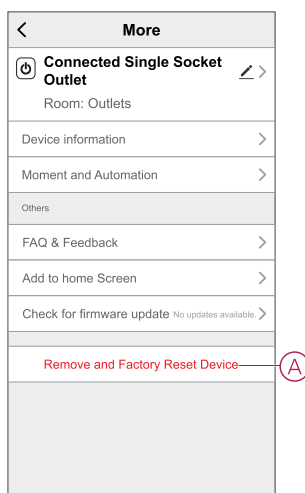 More
Connected Single Socket
Outlet
Room: Outlets
Device information
Moment and Automation
Others
FAQ & Feedback
Add to home Screen
Check for firmware update No updates available.
Remove and Factory Reset Device
A